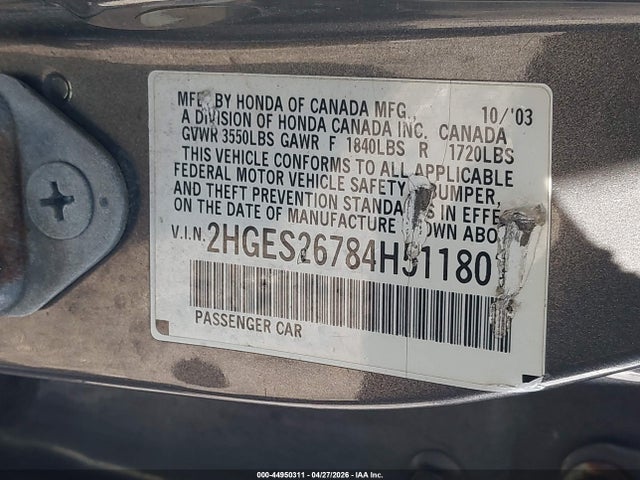 MFD BY HONDA OF CANADA MFG., 10/'03
A DIVISION OF HONDA CANADA INC. CANADA
GVWR 3550LBS GAWR F 1840LBS R 1720LBS
THIS VEHICLE CONFORMS TO ALL APPLICABLE
FEDERAL MOTOR VEHICLE SAFETY, BUMPER,
AND THEFT PREVENTION STANDARDS IN EFFE
ON THE DATE OF MANUFACTURE OWN ABO
V.I.N. 2HGES26784H51180
PASSENGER CAR
000-44950311 - 04/27/2026 - IAA Inc.